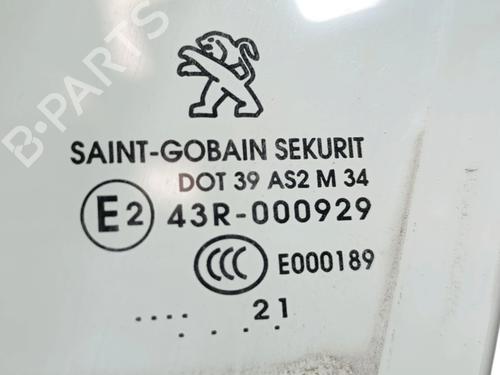 B-PARTS
SAINT-GOBAIN SEKURIT
DOT 39 AS2 M 34
E2 43R-000929
CCC E000189
.... 21
. . . .